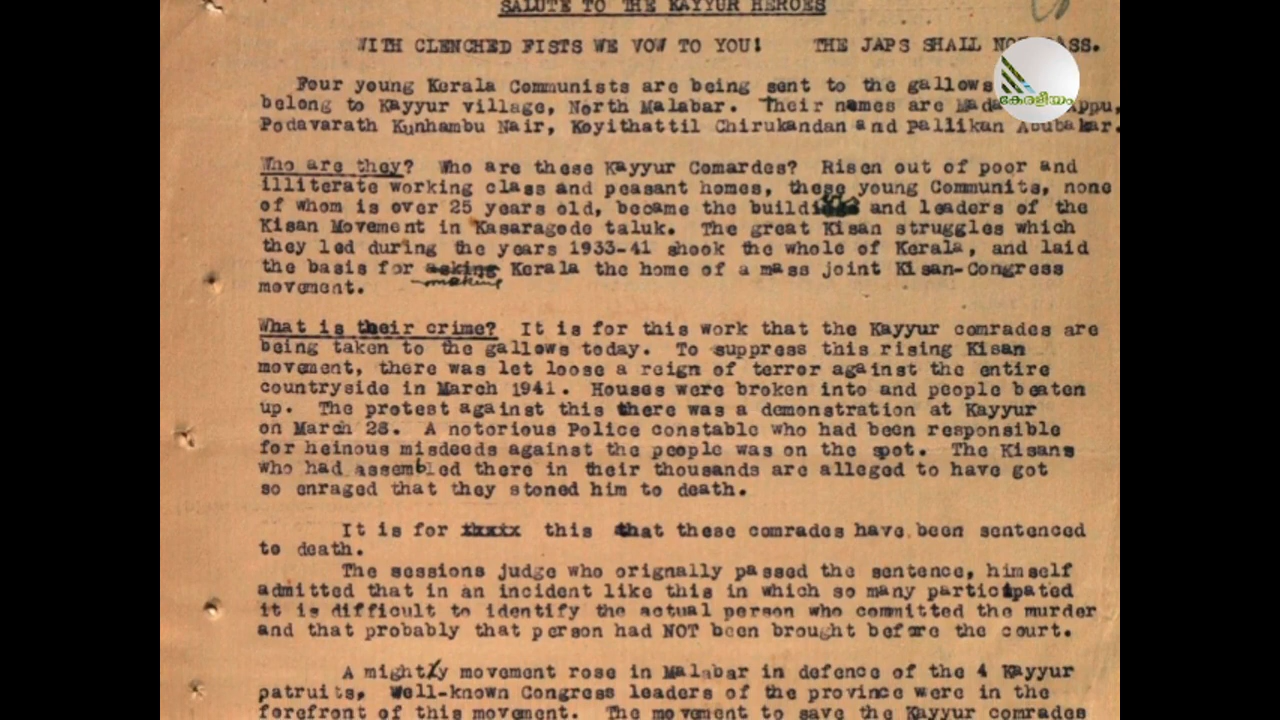 SALUTE TO THE KAYYUR HEROES
WITH CLENCHED FISTS WE VOW TO YOU! THE JAPS SHALL NOT PASS.
Four young Kerala Communists are being sent to the gallows
belong to Kayyur village, North Malabar. Their names are
Podavarath Kunhambu Nair, Koyithattil Chirukandan and Pallikan Abubakar.
Who are they? Who are these Kayyur Comardes? Risen out of poor and
illiterate working class and peasant homes, these young Communits, none
of whom is over 25 years old, became the and leaders of the
Kisan Movement in Kasaragode taluk. The great Kisan struggles which
they led during the years 1933-41 shook the whole of Kerala, and laid
the basis for asking Kerala the home of a mass joint Kisan-Congress
making
movement.
What is their crime? It is for this work that the Kayyur comrades are
being taken to the gallows today. To suppress this rising Kisan
movement, there was let loose a reign of terror against the entire
countryside in March 1941. Houses were broken into and people beaten
up. The protest against this there was a demonstration at Kayyur
on March 28. A notorious Police constable who had been responsible
for heinous misdeeds against the people was on the spot. The Kisans
who had assembled there in their thousands are alleged to have got
so enraged that they stoned him to death.
It is for this that these comrades have been sentenced
to death.
The sessions judge who orignally passed the sentence, himself
admitted that in an incident like this in which so many participated
it is difficult to identify the actual person who committed the murder
and that probably that person had NOT been brought before the court.
A mightly movement rose in Malabar in defence of the 4 Kayyur
patruits. Well-known Congress leaders of the province were in the
forefront of this movement. The movement to save the Kayyur comrades
കേരളീയം